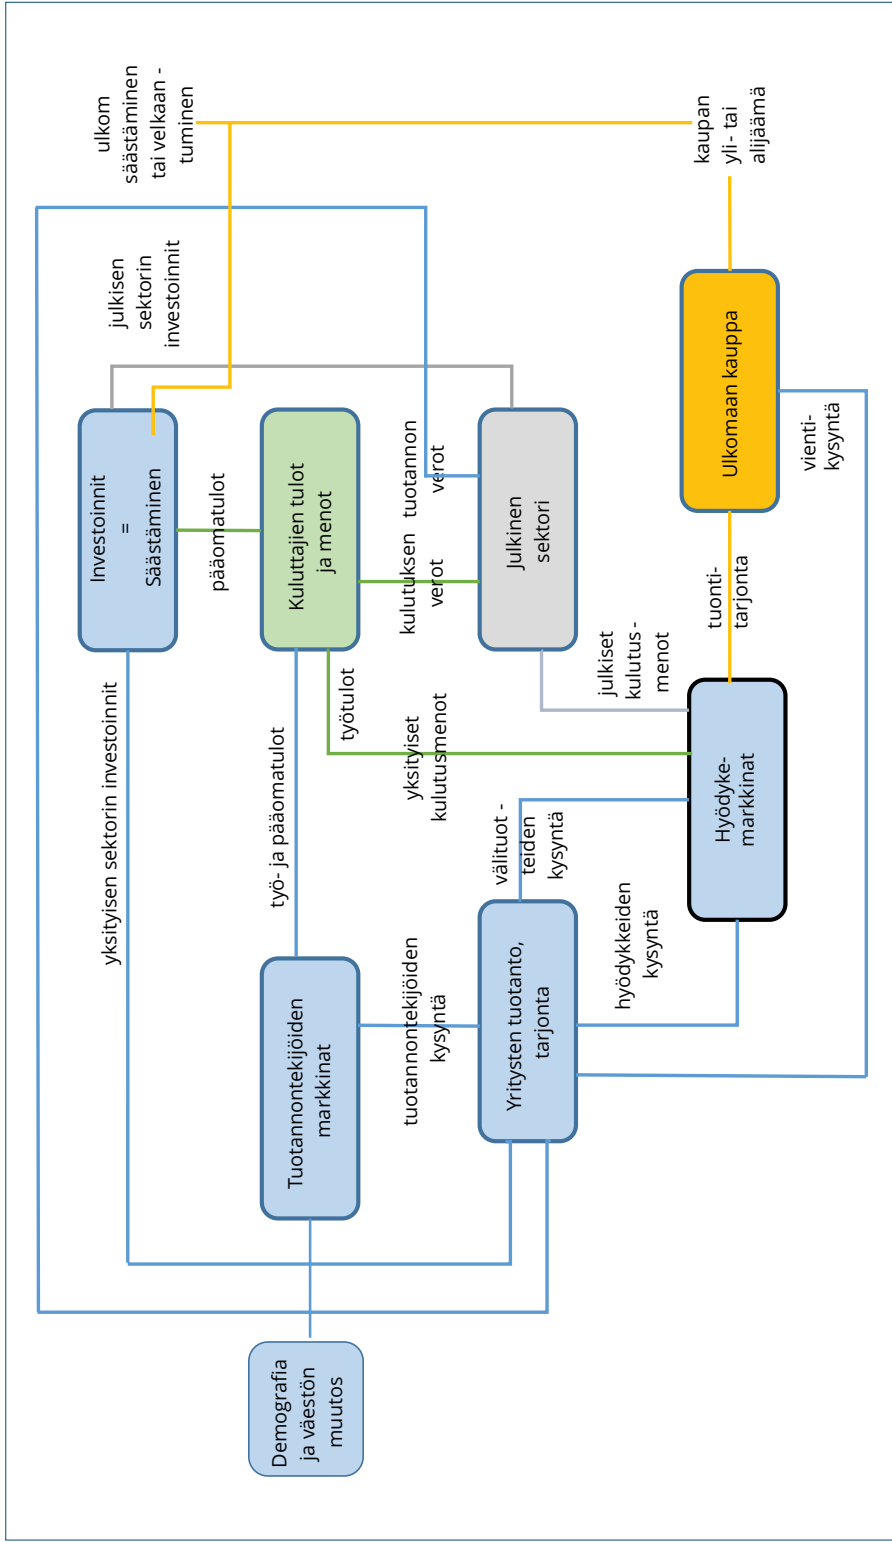 Demografia
ja väestön
muutos
Tuotannontekijöiden
markkinat
työ- ja pääomatulot
Kuluttajien tulot
ja menot
yksityisen sektorin investoinnit
Investoinnit
=
Säästäminen
pääomatulot
julkisen
sektorin
investoinnit
ulkom
säästäminen
tai velkaan -
tuminen
työtulot
tuotannontekijöiden
kysyntä
yksityiset
kulutusmenot
kulutuksen
verot
tuotannon
verot
Yritysten tuotanto,
tarjonta
välituot -
teiden
kysyntä
Julkinen
sektori
hyödykkeiden
kysyntä
julkiset
kulutus -
menot
Hyödyke-
markkinat
tuonti-
tarjonta
Ulkomaan kauppa
kaupan
yli- tai
alijäämä
vienti-
kysyntä